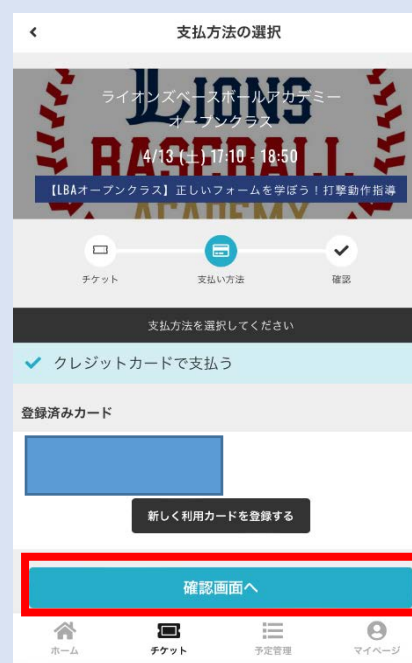 支払方法の選択
LIONS
BASEBALL
ACADEMY
ライオンズベースボールアカデミー
オープンクラス
4/13 (土) 17:10 - 18:50
【LBAオープンクラス】正しいフォームを学ぼう！打撃動作指導
チケット 支払い方法 確認
支払方法を選択してください
クレジットカードで支払う
登録済みカード
新しく利用カードを登録する
確認画面へ
ホーム チケット 予定管理 マイページ